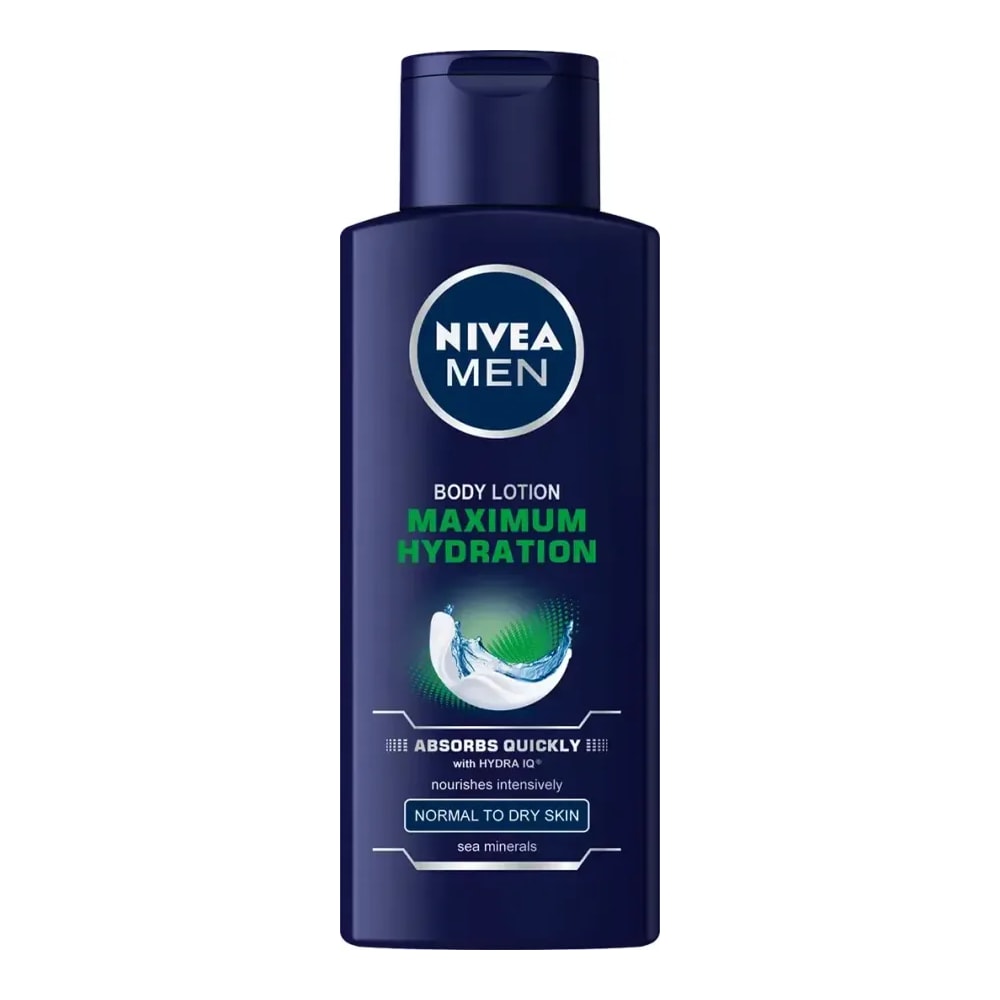 NIVEA
MEN
BODY LOTION
MAXIMUM
HYDRATION
ABSORBS QUICKLY
with HYDRA IQ®
nourishes intensively
NORMAL TO DRY SKIN
sea minerals